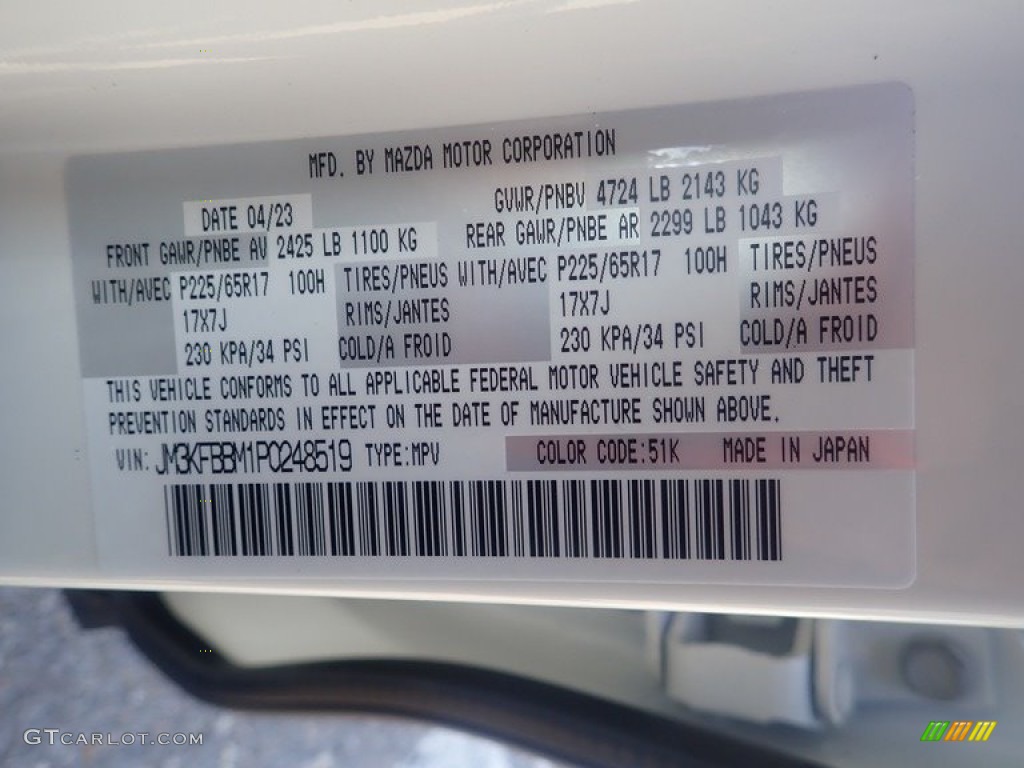 MFD. BY MAZDA MOTOR CORPORATION
DATE 04/23 GVWR/PNBV 4724 LB 2143 KG
FRONT GAWR/PNBE AV 2425 LB 1100 KG REAR GAWR/PNBE AR 2299 LB 1043 KG
WITH/AVEC P225/65R17 100H TIRES/PNEUS WITH/AVEC P225/65R17 100H TIRES/PNEUS
17X7J RIMS/JANTES 17X7J RIMS/JANTES
230 KPA/34 PSI COLD/A FROID 230 KPA/34 PSI COLD/A FROID
THIS VEHICLE CONFORMS TO ALL APPLICABLE FEDERAL MOTOR VEHICLE SAFETY AND THEFT
PREVENTION STANDARDS IN EFFECT ON THE DATE OF MANUFACTURE SHOWN ABOVE.
VIN: JM3KFBBM1P0248519 TYPE:MPV COLOR CODE:51K MADE IN JAPAN
GTCARLOT.COM